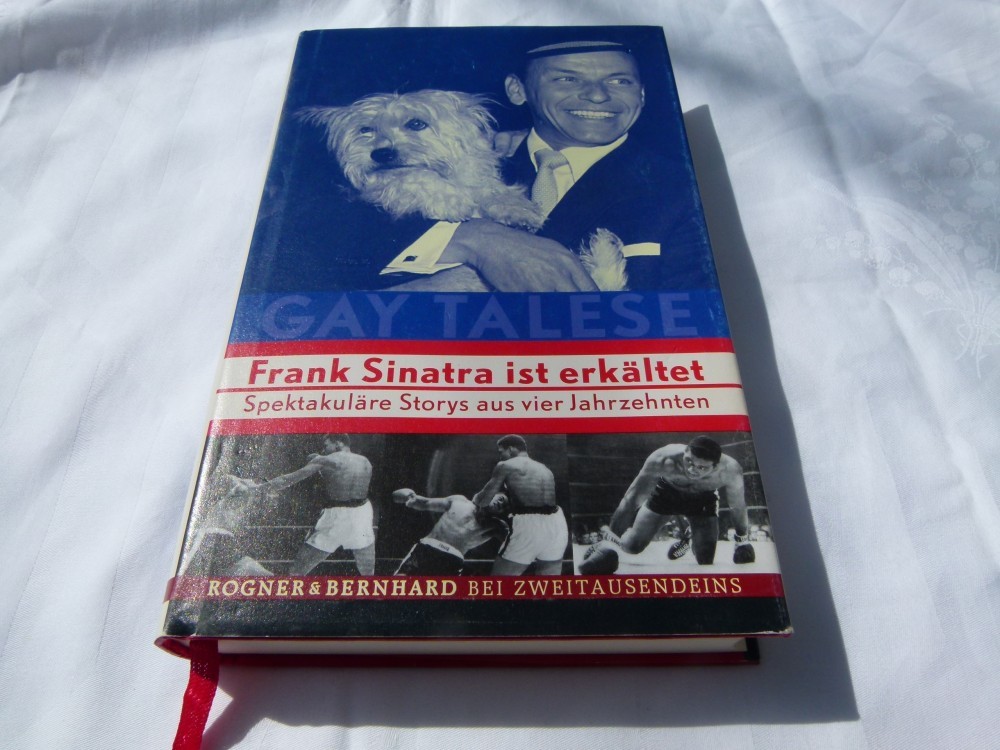 GAY TALESE
Frank Sinatra ist erkältet
Spektakuläre Storys aus vier Jahrzehnten
ROGNER & BERNHARD BEI ZWEITAUSENDEINS